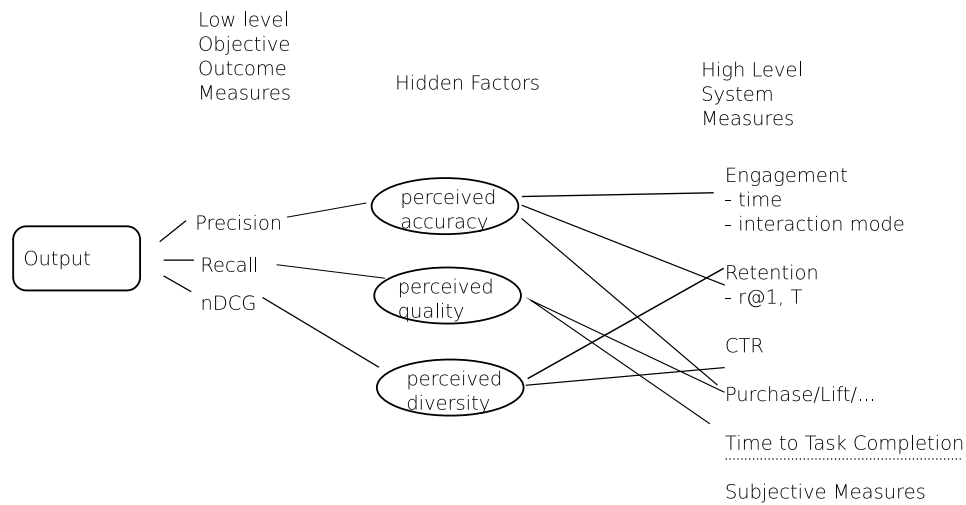 Low level
Objective
Outcome
Measures
Hidden Factors
High Level
System
Measures
Output
Precision
Recall
nDCG
perceived
accuracy
perceived
quality
perceived
diversity
Engagement
- time
- interaction mode
Retention
- r@1, T
CTR
Purchase/Lift/...
Time to Task Completion
Subjective Measures